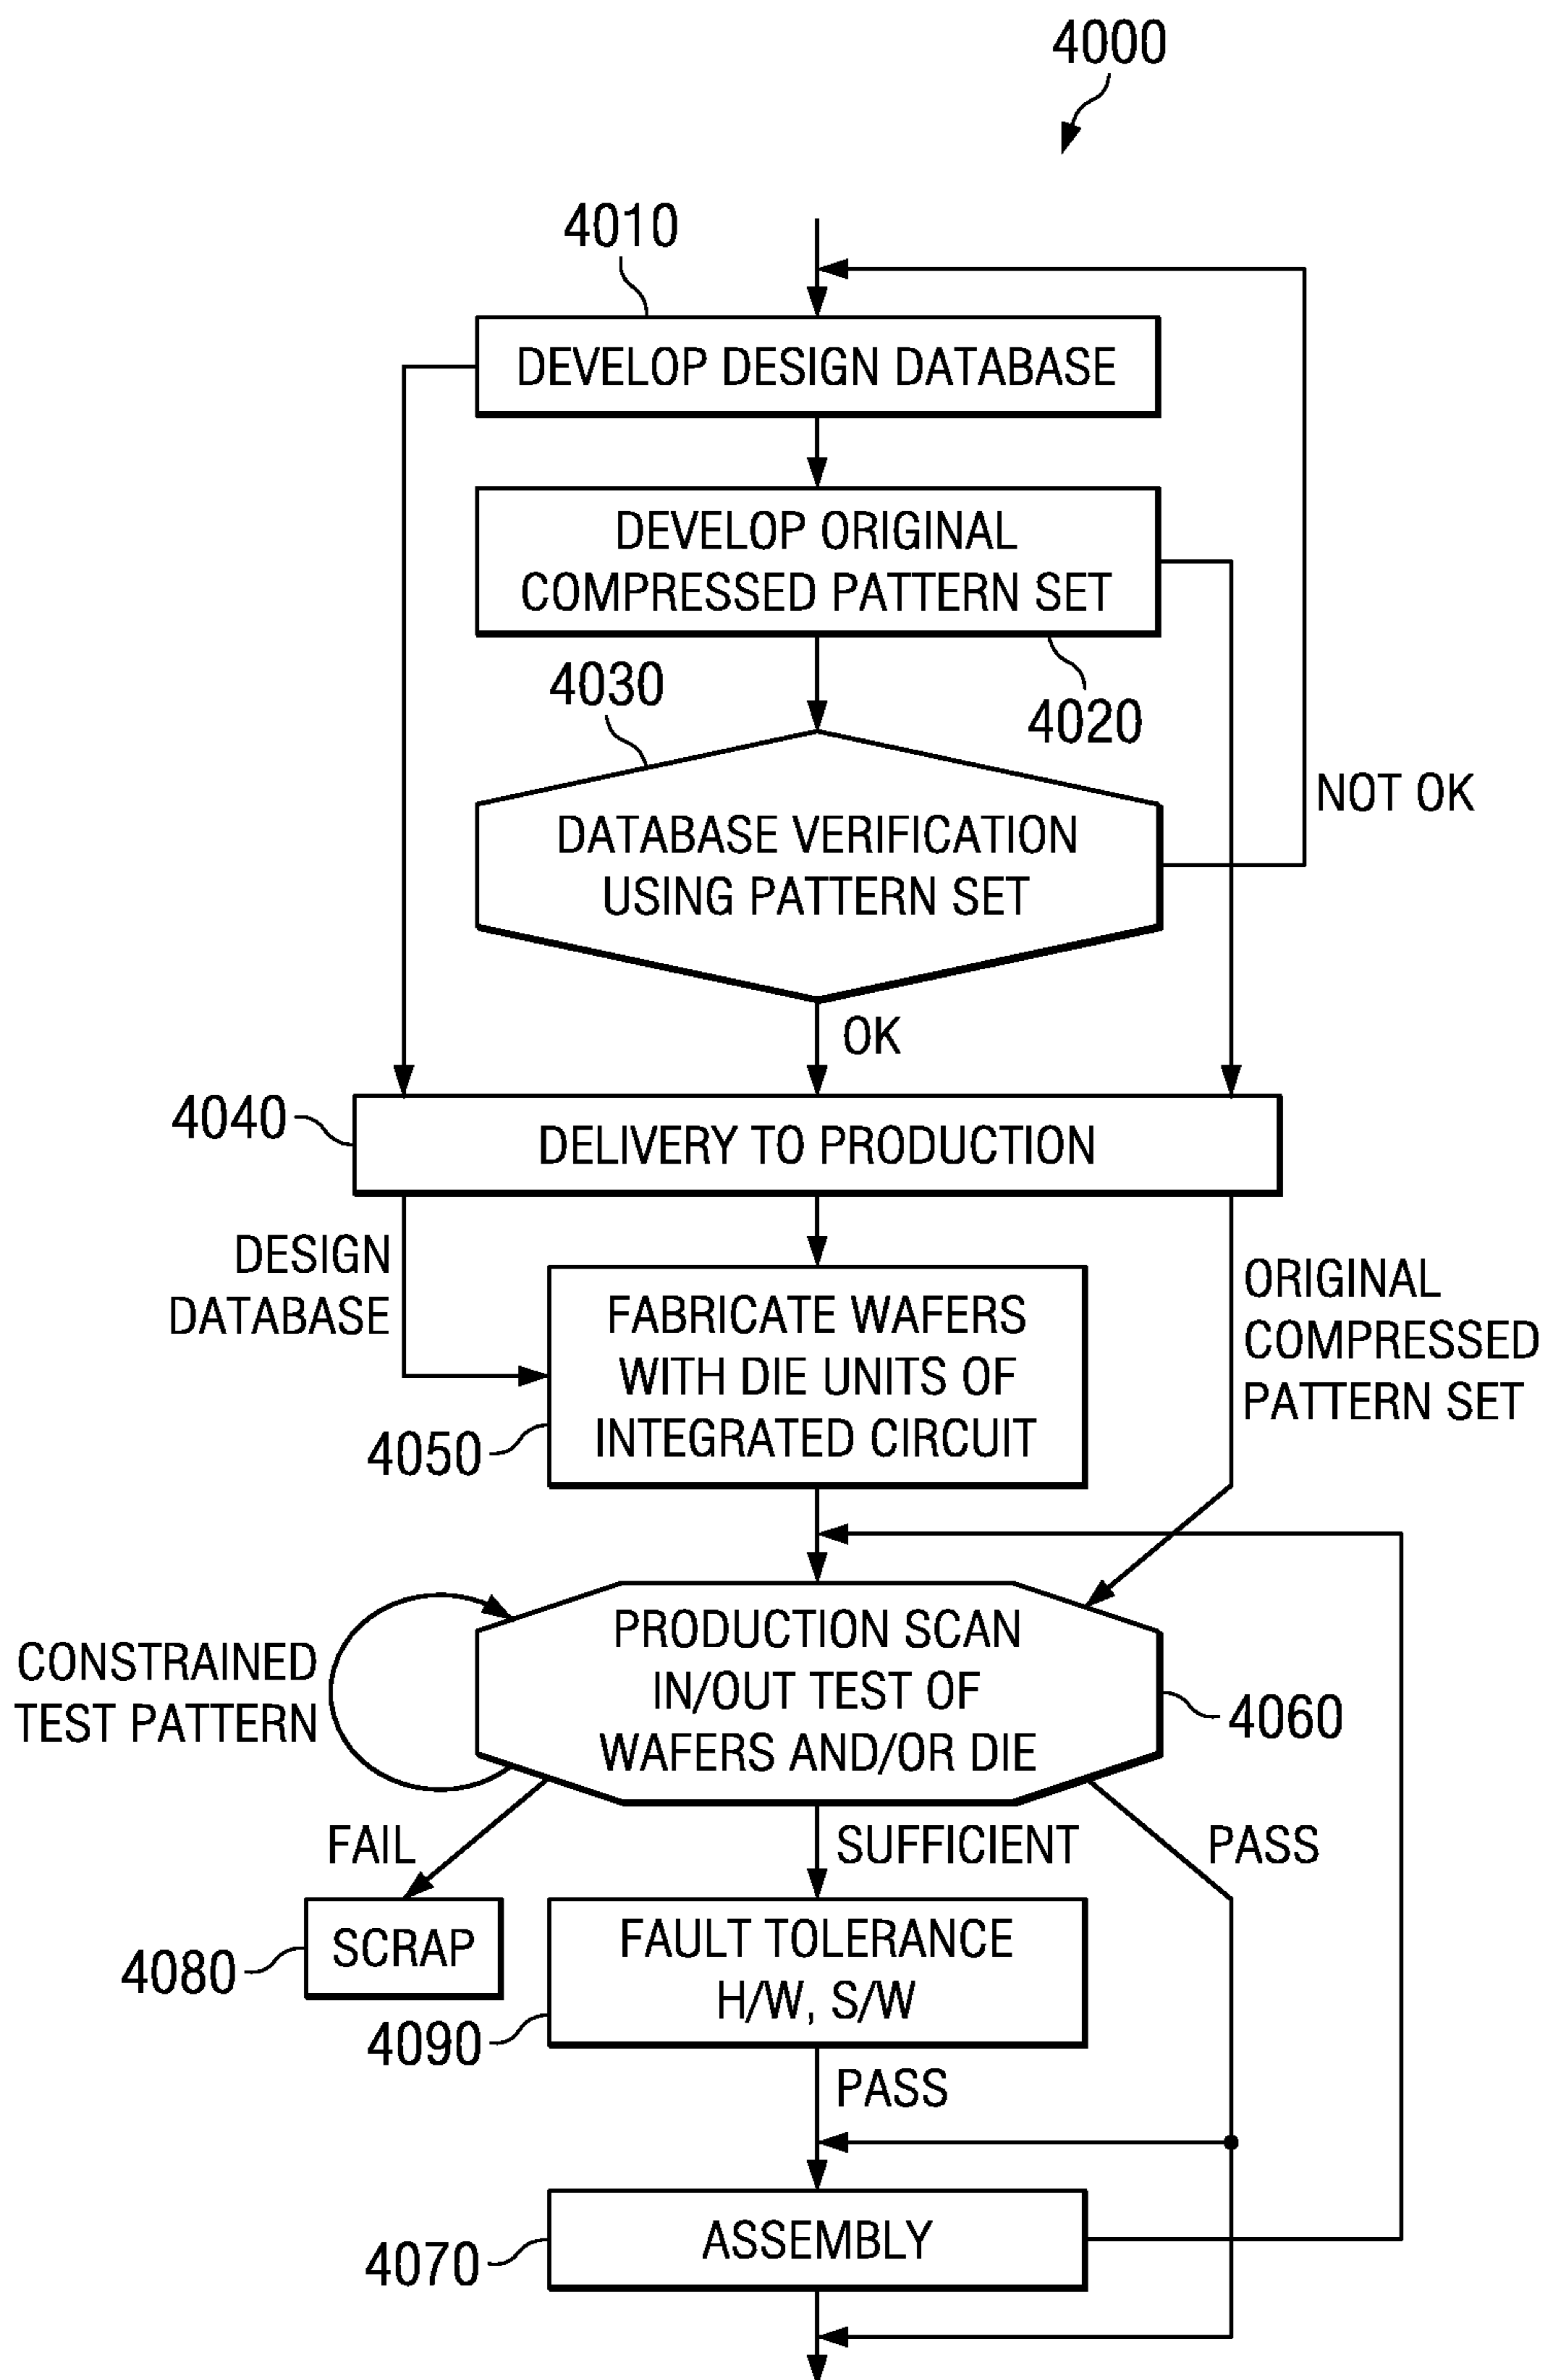 4000
4010
DEVELOP DESIGN DATABASE
DEVELOP ORIGINAL
COMPRESSED PATTERN SET
4020
4030
DATABASE VERIFICATION
USING PATTERN SET
NOT OK
OK
4040
DELIVERY TO PRODUCTION
DESIGN
DATABASE
FABRICATE WAFERS
WITH DIE UNITS OF
INTEGRATED CIRCUIT
4050
ORIGINAL
COMPRESSED
PATTERN SET
CONSTRAINED
TEST PATTERN
PRODUCTION SCAN
IN/OUT TEST OF
WAFERS AND/OR DIE
4060
FAIL
SUFFICIENT
PASS
4080
SCRAP
FAULT TOLERANCE
H/W, S/W
4090
PASS
ASSEMBLY
4070